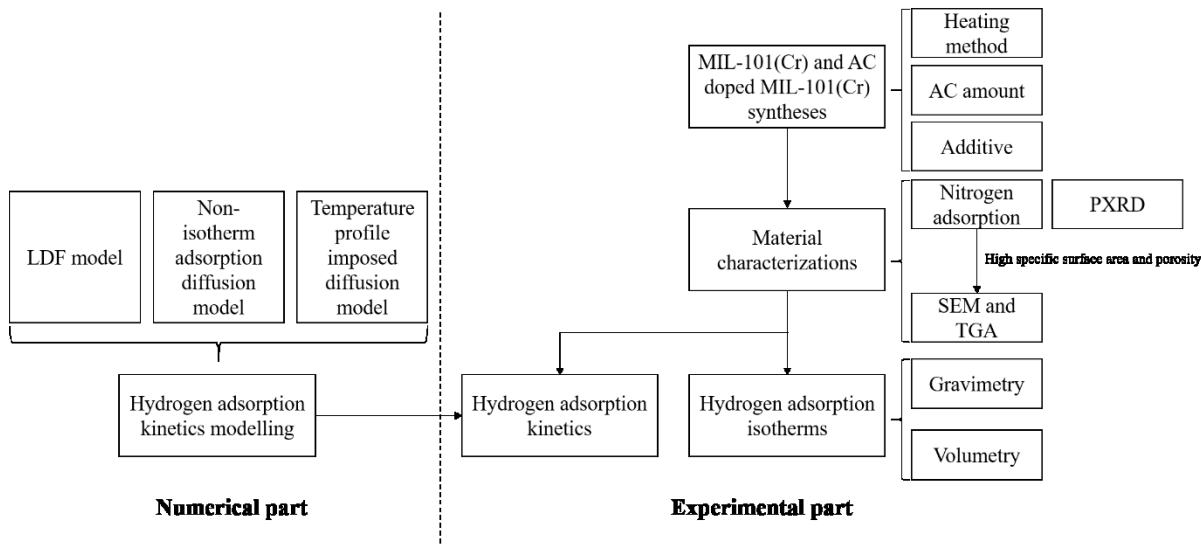 Heating
method
MIL-101(Cr) and AC
doped MIL-101(Cr)
syntheses
AC amount
Additive
LDF model
Non-
isotherm
adsorption
diffusion
model
Temperature
profile
imposed
diffusion
model
Material
characterizations
Nitrogen
adsorption
PXRD
High specific surface area and porosity
SEM and
TGA
Hydrogen adsorption
kinetics modelling
Hydrogen adsorption
kinetics
Hydrogen adsorption
isotherms
Gravimetry
Volumetry
Numerical part
Experimental part